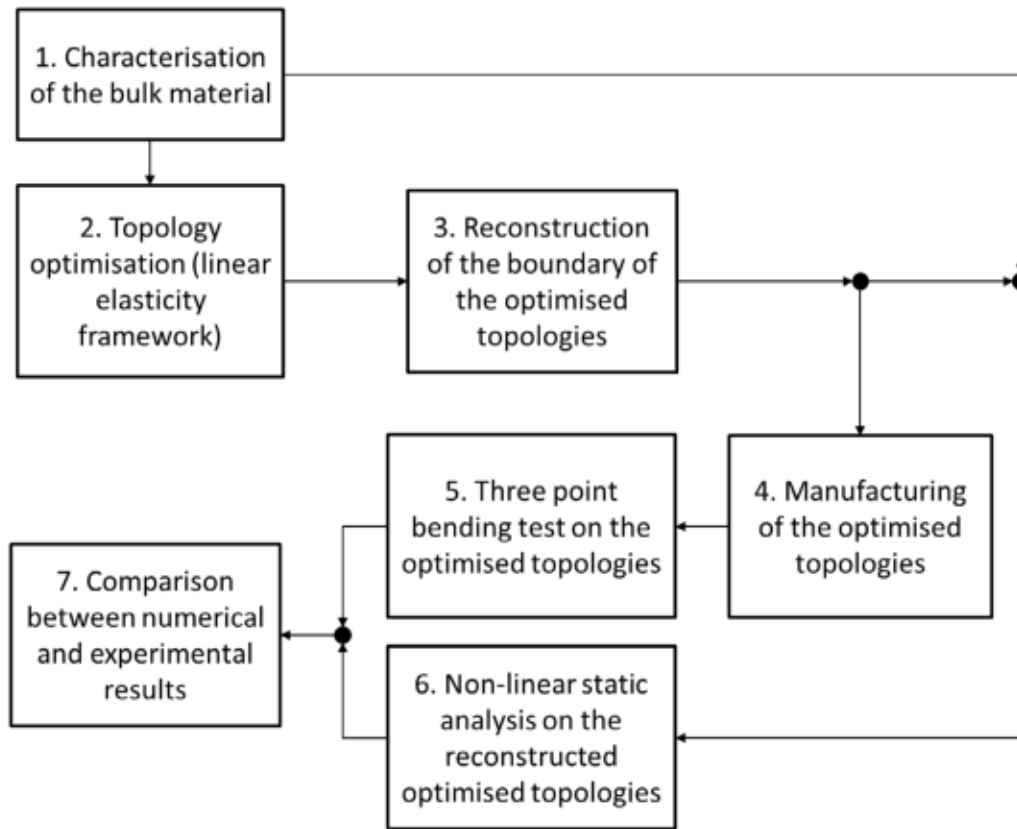 1. Characterisation
of the bulk material
2. Topology
optimisation (linear
elasticity
framework)
3. Reconstruction
of the boundary of
the optimised
topologies
4. Manufacturing
of the optimised
topologies
5. Three point
bending test on the
optimised topologies
6. Non-linear static
analysis on the
reconstructed
optimised topologies
7. Comparison
between numerical
and experimental
results